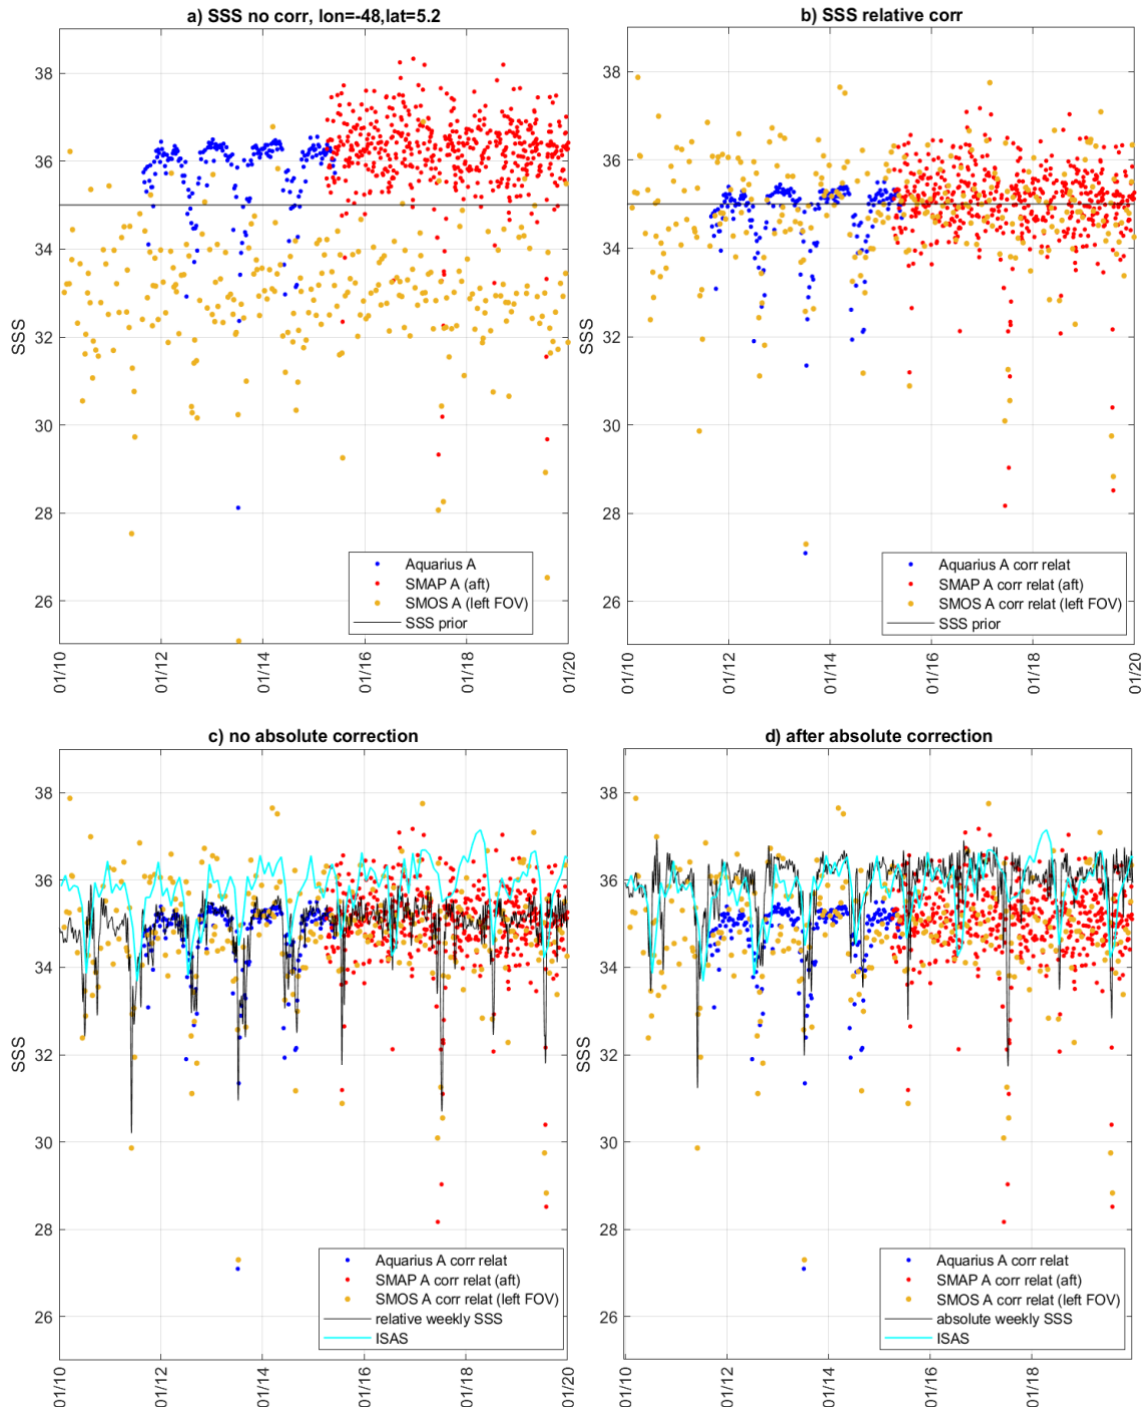 a) SSS no corr, lon=-48,lat=5.2
38
36
34
32
30
28
26
SSS
Aquarius A
SMAP A (aft)
SMOS A (left FOV)
SSS prior
01/10
01/12
01/14
01/16
01/18
01/20
b) SSS relative corr
38
36
34
32
30
28
26
SSS
Aquarius A corr relat
SMAP A corr relat (aft)
SMOS A corr relat (left FOV)
SSS prior
01/10
01/12
01/14
01/16
01/18
01/20
c) no absolute correction
38
36
34
32
30
28
26
SSS
Aquarius A corr relat
SMAP A corr relat (aft)
SMOS A corr relat (left FOV)
relative weekly SSS
ISAS
01/10
01/12
01/14
01/16
01/18
01/20
d) after absolute correction
38
36
34
32
30
28
26
SSS
Aquarius A corr relat
SMAP A corr relat (aft)
SMOS A corr relat (left FOV)
absolute weekly SSS
ISAS
01/10
01/12
01/14
01/16
01/18